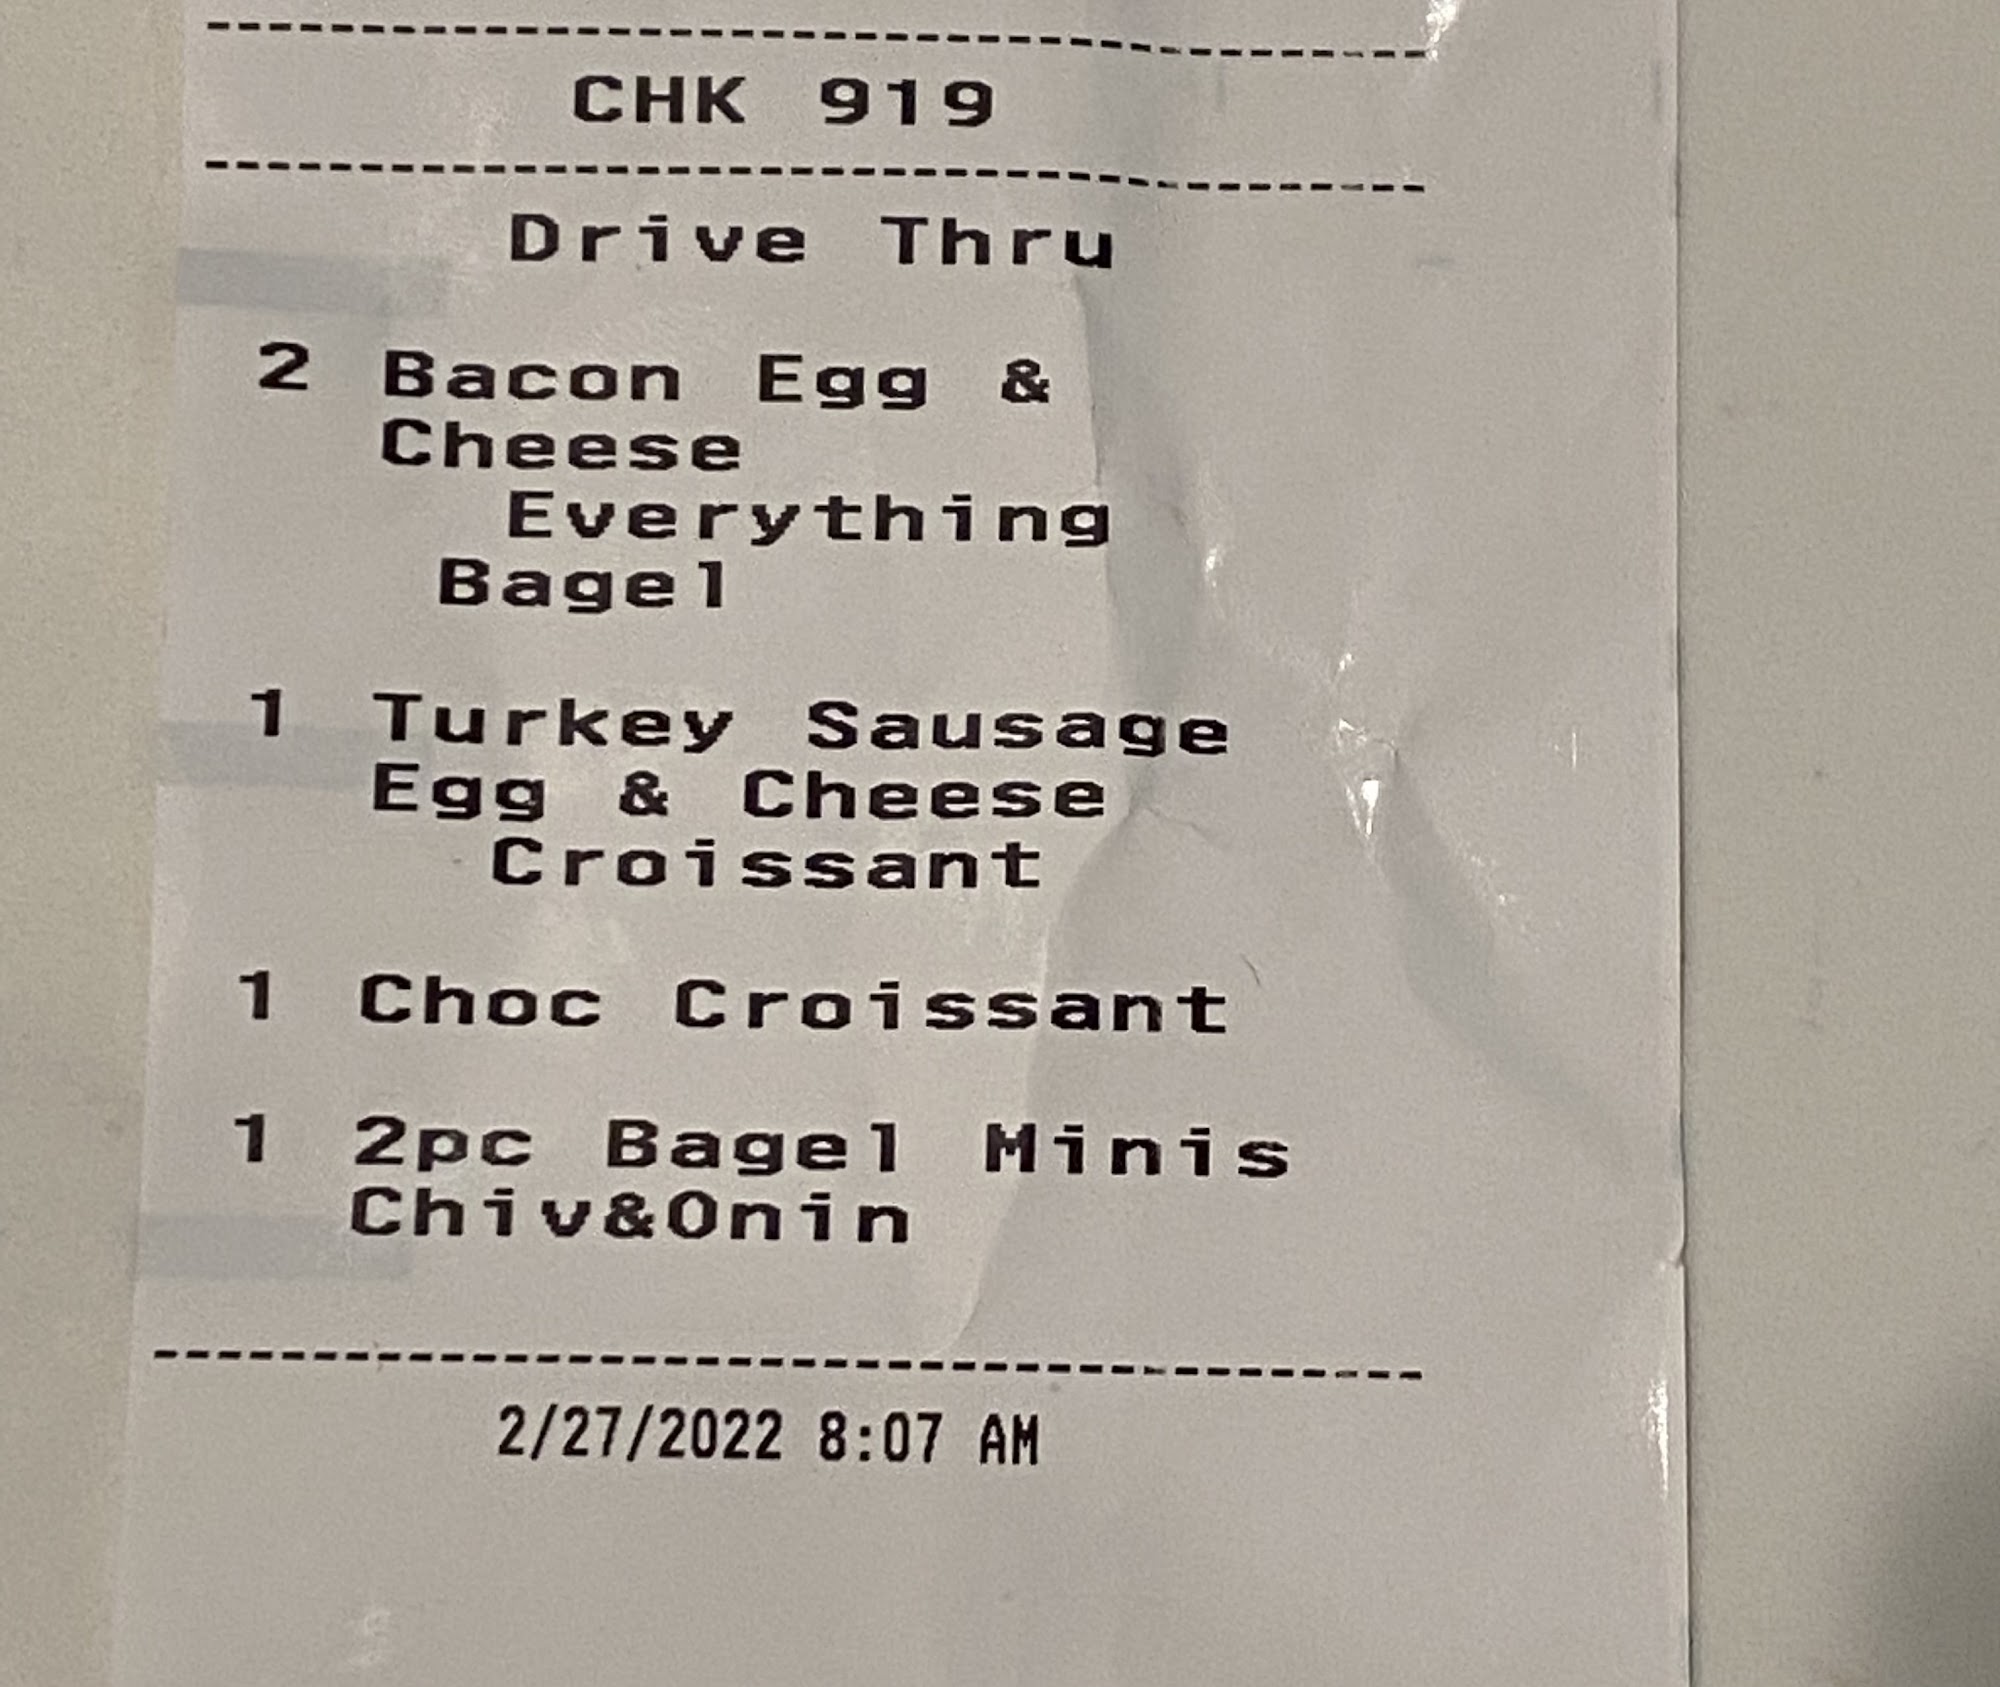 CHK 919
Drive Thru
2 Bacon Egg &
Cheese
Everything
Bagel
1 Turkey Sausage
Egg & Cheese
Croissant
1 Choc Croissant
1 2pc Bagel Minis
Chiv&Onin
2/27/2022 8:07 AM